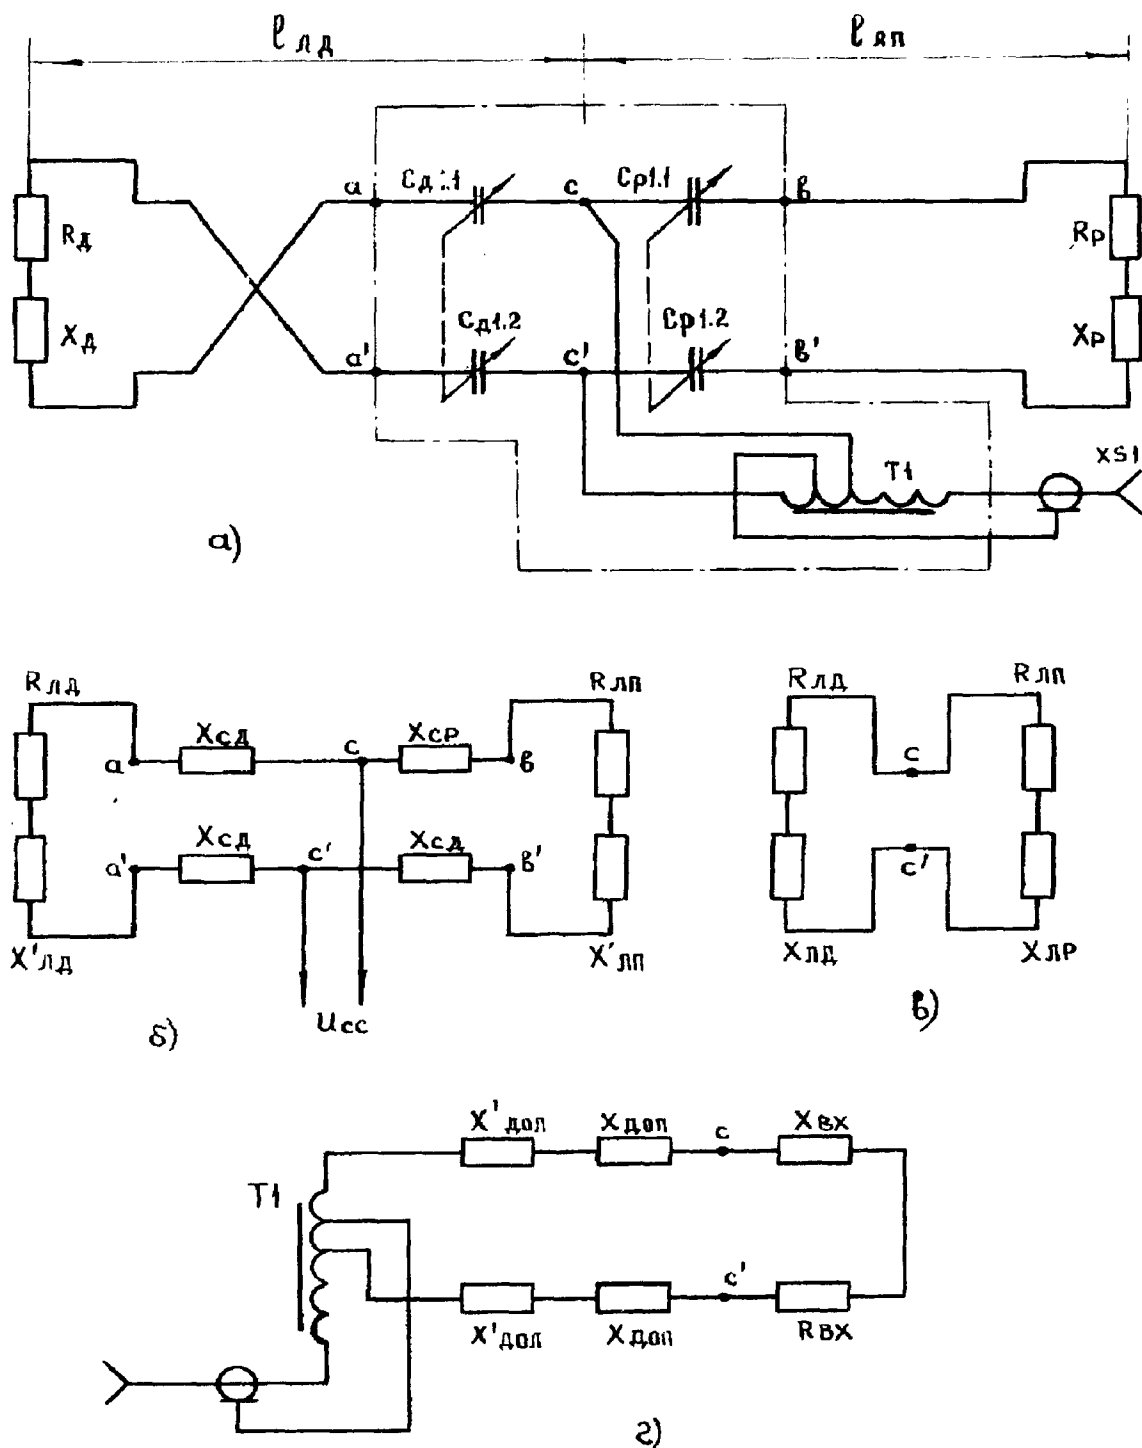 ℓлд ℓлп
Rд
Xд
a
Cд1.1
c
Cр1.1
в
Rр
Xр
a'
Cд1.2
c'
Cр1.2
в'
T1
XS1
а)
Rлд
a
Xсд
c
Xср
в
Rлп
a'
Xсд
c'
Xсд
в'
X'лд
Uсс
X'лп
б)
Rлд
c
Rлп
c'
Xлд
Xлр
в)
T1
X'доп
Xдоп
c
Xвх
X'доп
Xдоп
c'
Rвх
г)